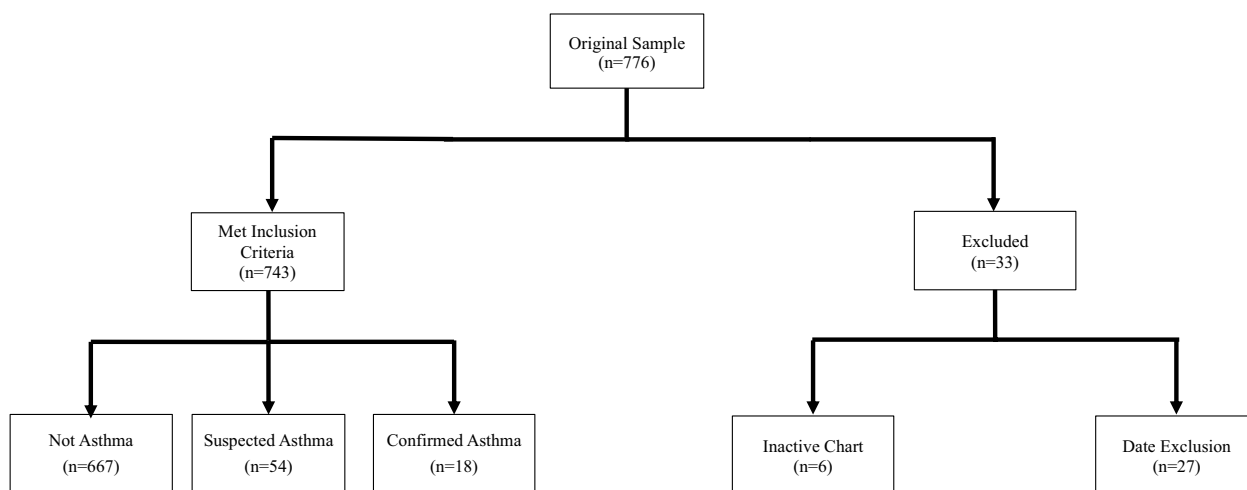 Original Sample
(n=776)
Met Inclusion
Criteria
(n=743)
Excluded
(n=33)
Not Asthma
(n=667)
Suspected Asthma
(n=54)
Confirmed Asthma
(n=18)
Inactive Chart
(n=6)
Date Exclusion
(n=27)